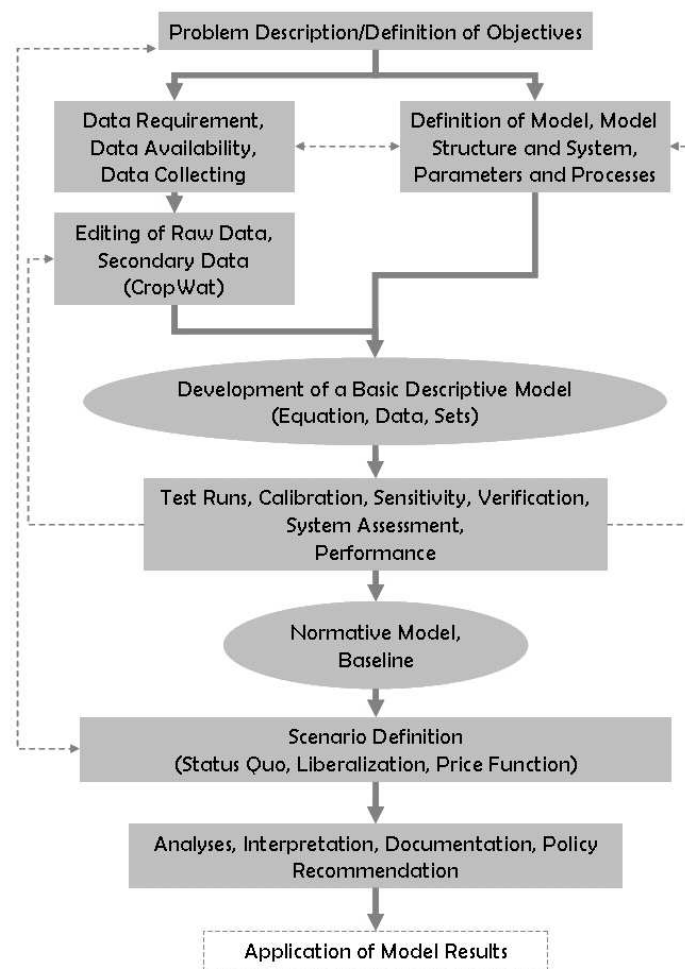 Problem Description/Definition of Objectives
Data Requirement,
Data Availability,
Data Collecting
Definition of Model, Model
Structure and System,
Parameters and Processes
Editing of Raw Data,
Secondary Data
(CropWat)
Development of a Basic Descriptive Model
(Equation, Data, Sets)
Test Runs, Calibration, Sensitivity, Verification,
System Assessment,
Performance
Normative Model,
Baseline
Scenario Definition
(Status Quo, Liberalization, Price Function)
Analyses, Interpretation, Documentation, Policy
Recommendation
Application of Model Results